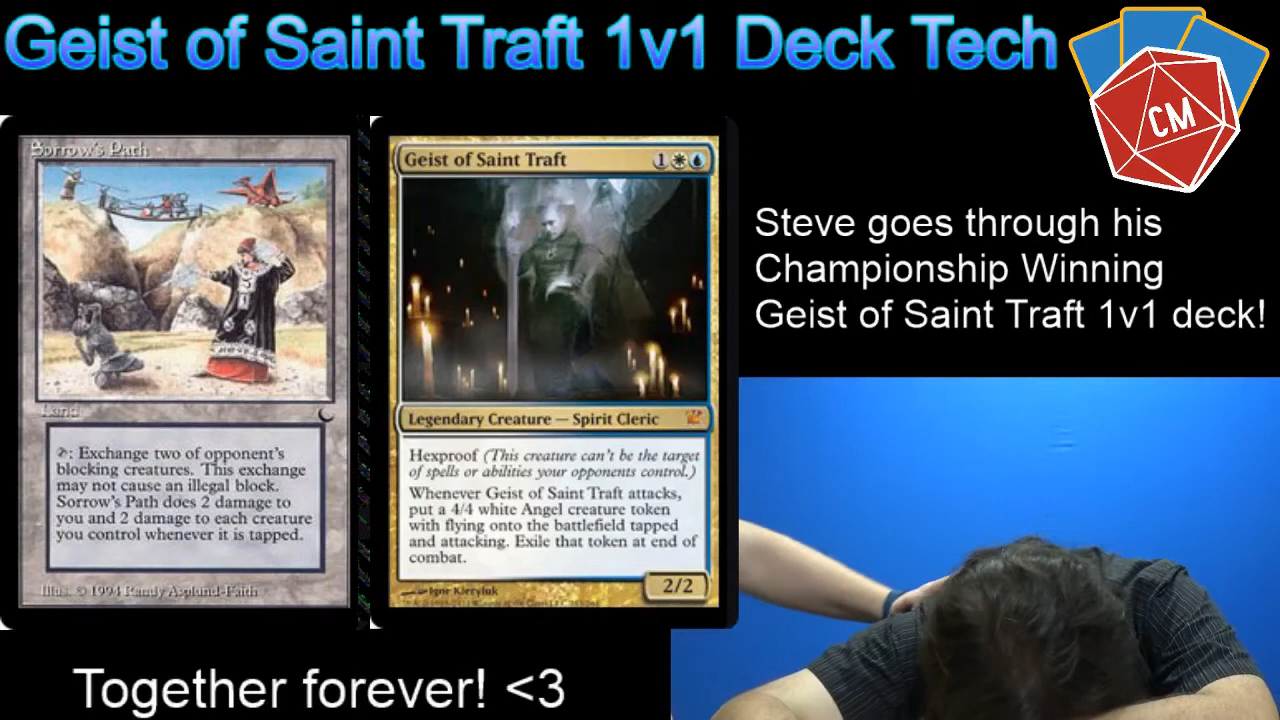 Geist of Saint Traft 1v1 Deck Tech
CM
Sorrow's Path
Land
: Exchange two of opponent's
blocking creatures. This exchange
may not cause an illegal block.
Sorrow's Path does 2 damage to
you and 2 damage to each creature
you control whenever it is tapped.
Illus. © 1994 Randy Asplund-Faith
Geist of Saint Traft 1
Legendary Creature — Spirit Cleric
Hexproof (This creature can't be the target
of spells or abilities your opponents control.)
Whenever Geist of Saint Traft attacks,
put a 4/4 white Angel creature token
with flying onto the battlefield tapped
and attacking. Exile that token at end of
combat.
2/2
Igor Kieryluk
Steve goes through his
Championship Winning
Geist of Saint Traft 1v1 deck!
Together forever! <3